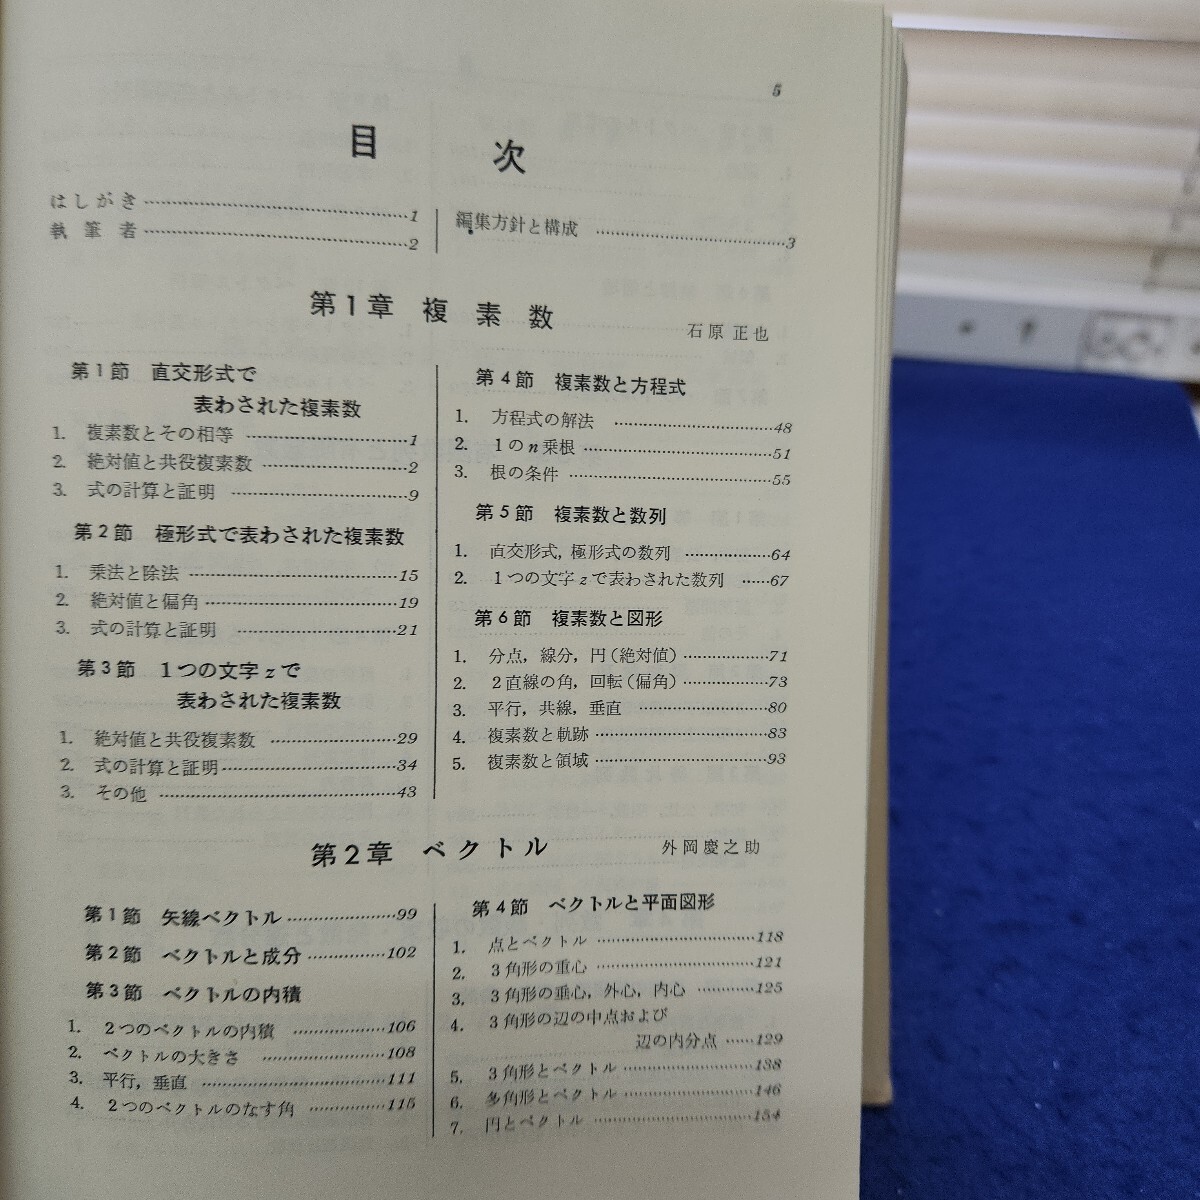 5
目次
はしがき……1
執筆者……2
編集方針と構成……3
第1章 複素数
石原正也
第1節 直交形式で
表わされた複素数
1. 複素数とその相等……1
2. 絶対値と共役複素数……2
3. 式の計算と証明……9
第2節 極形式で表わされた複素数
1. 乗法と除法……15
2. 絶対値と偏角……19
3. 式の計算と証明……21
第3節 1つの文字zで
表わされた複素数
1. 絶対値と共役複素数……29
2. 式の計算と証明……34
3. その他……43
第4節 複素数と方程式
1. 方程式の解法……48
2. 1のn乗根……51
3. 根の条件……55
第5節 複素数と数列
1. 直交形式, 極形式の数列……64
2. 1つの文字zで表わされた数列……67
第6節 複素数と図形
1. 分点, 線分, 円(絶対値)……71
2. 2直線の角, 回転(偏角)……73
3. 平行, 共線, 垂直……80
4. 複素数と軌跡……83
5. 複素数と領域……93
第2章 ベクトル
外岡慶之助
第1節 矢線ベクトル……99
第2節 ベクトルと成分……102
第3節 ベクトルの内積
1. 2つのベクトルの内積……106
2. ベクトルの大きさ……108
3. 平行, 垂直……111
4. 2つのベクトルのなす角……115
第4節 ベクトルと平面図形
1. 点とベクトル……118
2. 3角形の重心……121
3. 3角形の垂心, 外心, 内心……125
4. 3角形の辺の中点および
辺の内分点……129
5. 3角形とベクトル……138
6. 多角形とベクトル……146
7. 円とベクトル……154